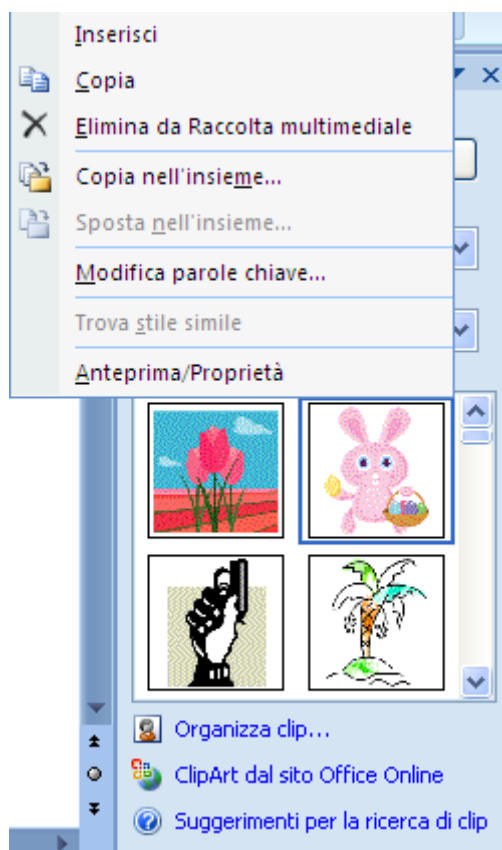 Inserisci
Copia
Elimina da Raccolta multimediale
Copia nell'insieme...
Sposta nell'insieme...
Modifica parole chiave...
Trova stile simile
Anteprima/Proprietà
Organizza clip...
ClipArt dal sito Office Online
Suggerimenti per la ricerca di clip